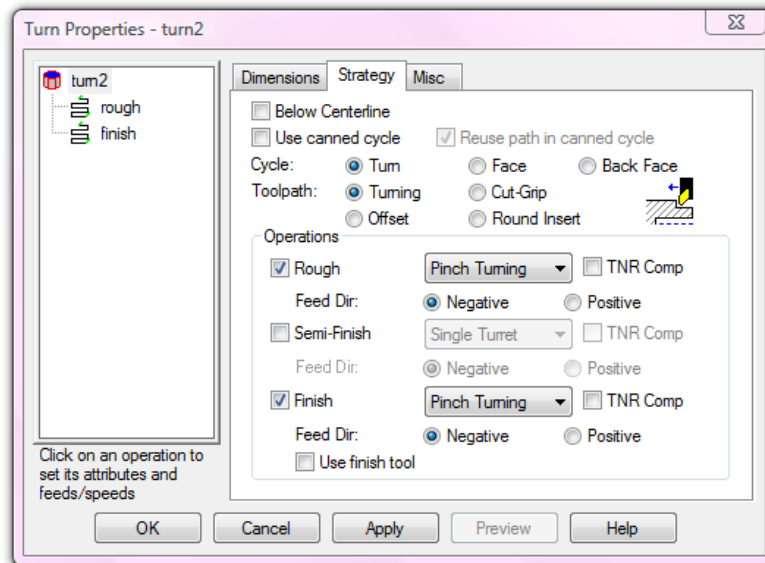 Turn Properties - turn2
turn2
rough
finish
Click on an operation to
set its attributes and
feeds/speeds
Dimensions Strategy Misc
Below Centerline
Use canned cycle Reuse path in canned cycle
Cycle: Turn Face Back Face
Toolpath: Turning Cut-Grip
Offset Round Insert
Operations
Rough Pinch Turning TNR Comp
Feed Dir: Negative Positive
Semi-Finish Single Turret TNR Comp
Feed Dir: Negative Positive
Finish Pinch Turning TNR Comp
Feed Dir: Negative Positive
Use finish tool
OK Cancel Apply Preview Help